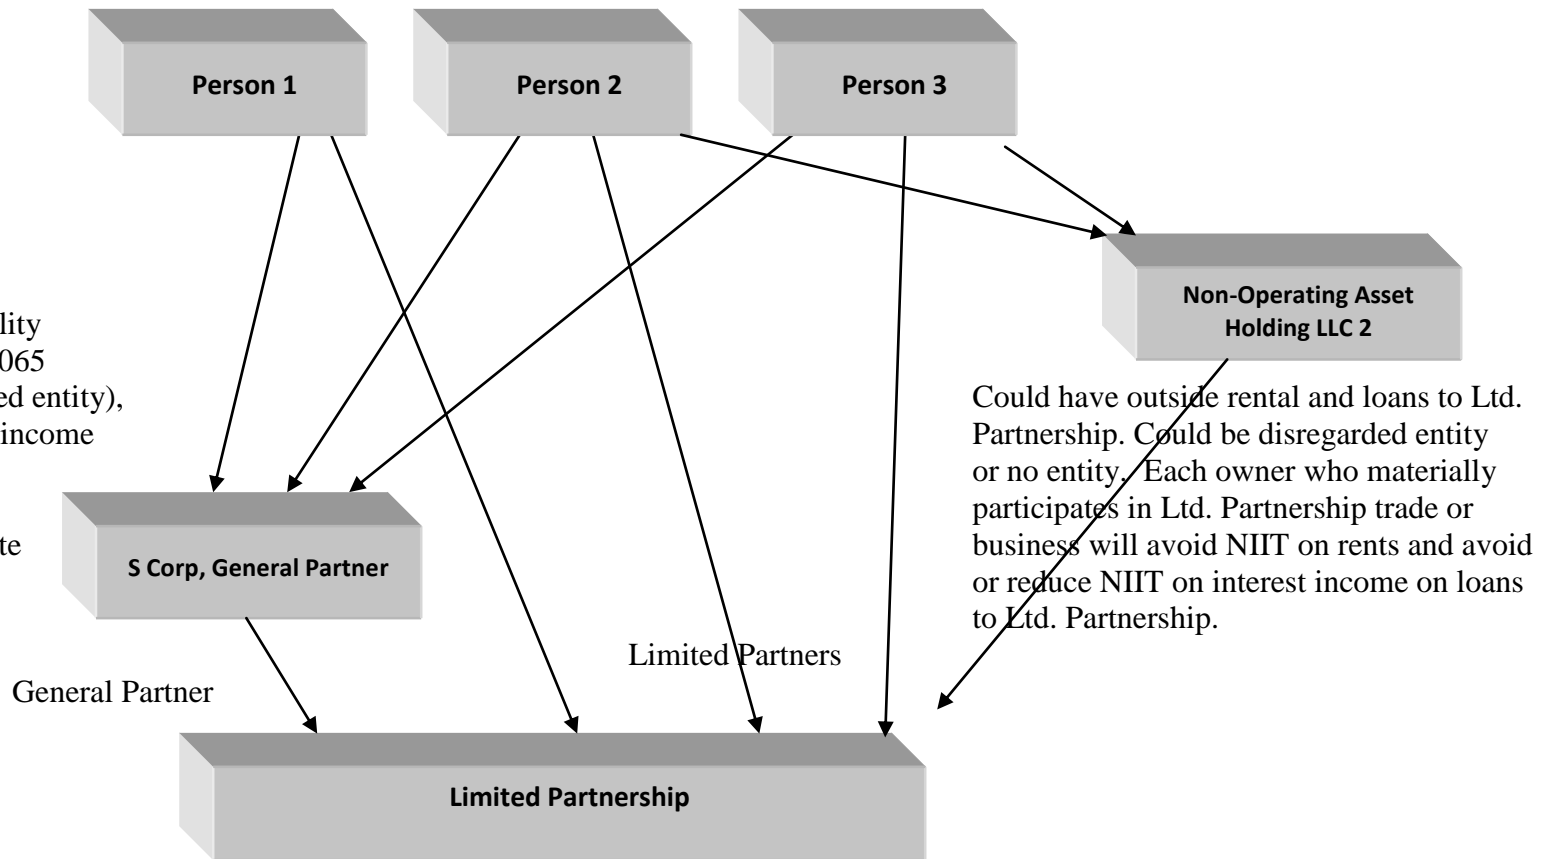 Person 1
Person 2
Person 3
Non-Operating Asset
Holding LLC 2
lity
065
ed entity),
income
te
Could have outside rental and loans to Ltd.
Partnership. Could be disregarded entity
or no entity. Each owner who materially
participates in Ltd. Partnership trade or
business will avoid NIIT on rents and avoid
or reduce NIIT on interest income on loans
to Ltd. Partnership.
S Corp, General Partner
Limited Partners
General Partner
Limited Partnership